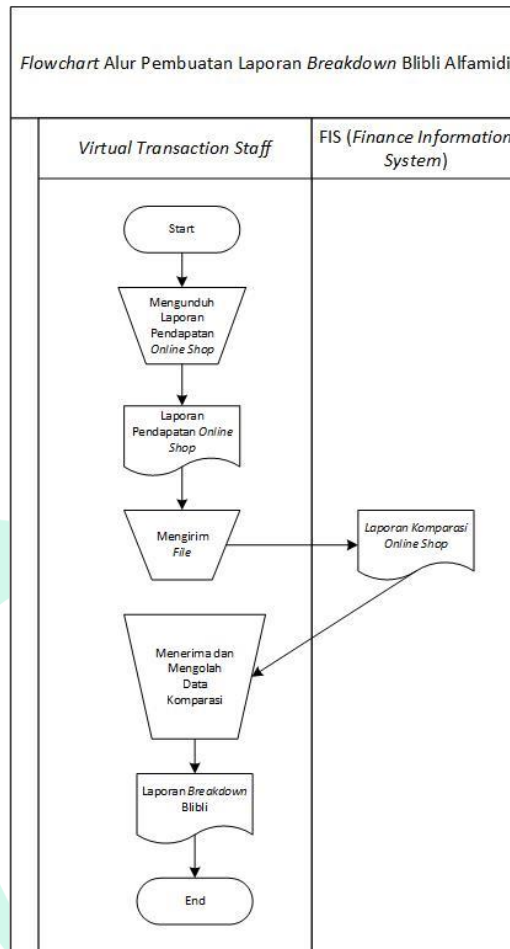 Flowchart Alur Pembuatan Laporan Breakdown Blibli Alfamidi
Virtual Transaction Staff
FIS (Finance Information
System)
Start
Mengunduh
Laporan
Pendapatan
Online Shop
Laporan
Pendapatan Online
Shop
Mengirim
File
Laporan Komparasi
Online Shop
Menerima dan
Mengolah
Data
Komparasi
Laporan Breakdown
Blibli
End